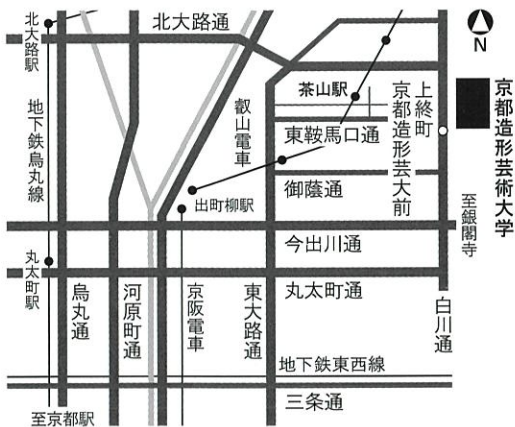 北大路通
北大路駅
N
茶山駅
上終町
京都造形芸大前
京都造形芸術大学
地下鉄烏丸線
叡山電車
東鞍馬口通
出町柳駅
御蔭通
至銀閣寺
今出川通
丸太町駅
烏丸通
河原町通
京阪電車
東大路通
丸太町通
白川通
地下鉄東西線
三条通
至京都駅